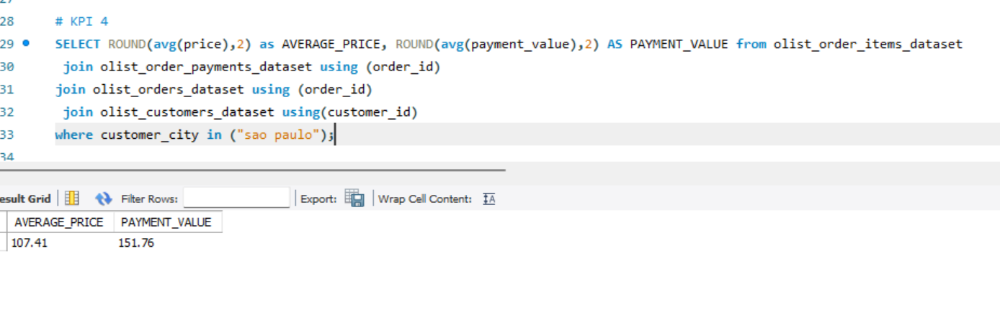 28 # KPI 4
29 SELECT ROUND(avg(price),2) as AVERAGE_PRICE, ROUND(avg(payment_value),2) AS PAYMENT_VALUE from olist_order_items_dataset
30 join olist_order_payments_dataset using (order_id)
31 join olist_orders_dataset using (order_id)
32 join olist_customers_dataset using(customer_id)
33 where customer_city in ("sao paulo");
34
esult Grid Filter Rows: Export: Wrap Cell Content: IA
AVERAGE_PRICE PAYMENT_VALUE
107.41 151.76